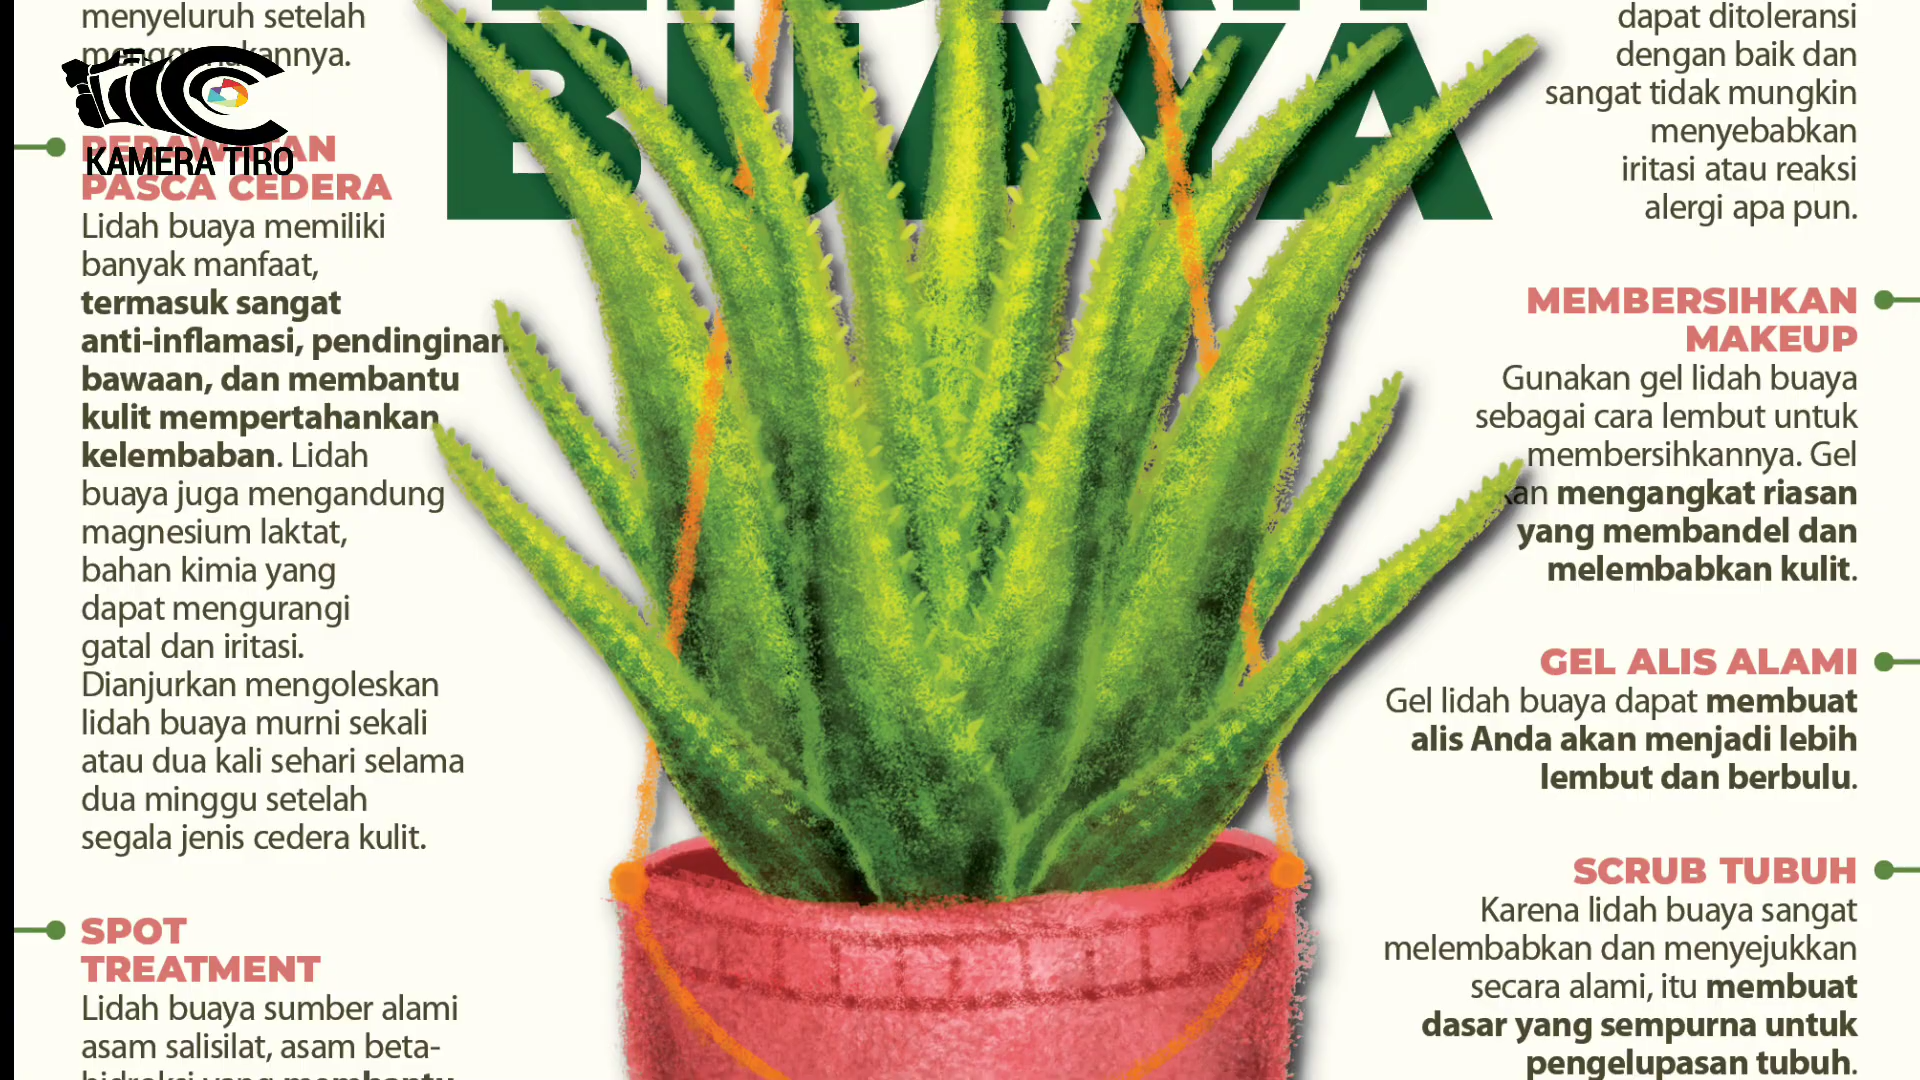 BUAYA
menyeluruh setelah
KAMERA TIRO
PASCA CEDERA
Lidah buaya memiliki
banyak manfaat,
termasuk sangat
anti-inflamasi, pendinginan
bawaan, dan membantu
kulit mempertahankan
kelembaban. Lidah
buaya juga mengandung
magnesium laktat,
bahan kimia yang
dapat mengurangi
gatal dan iritasi.
Dianjurkan mengoleskan
lidah buaya murni sekali
atau dua kali sehari selama
dua minggu setelah
segala jenis cedera kulit.
SPOT
TREATMENT
Lidah buaya sumber alami
asam salisilat, asam beta-
dapat ditoleransi
dengan baik dan
sangat tidak mungkin
menyebabkan
iritasi atau reaksi
alergi apa pun.
MEMBERSIHKAN
MAKEUP
Gunakan gel lidah buaya
sebagai cara lembut untuk
membersihkannya. Gel
mengangkat riasan
yang membandel dan
melembabkan kulit.
GEL ALIS ALAMI
Gel lidah buaya dapat membuat
alis Anda akan menjadi lebih
lembut dan berbulu.
SCRUB TUBUH
Karena lidah buaya sangat
melembabkan dan menyejukkan
secara alami, itu membuat
dasar yang sempurna untuk
pengelupasan tubuh.